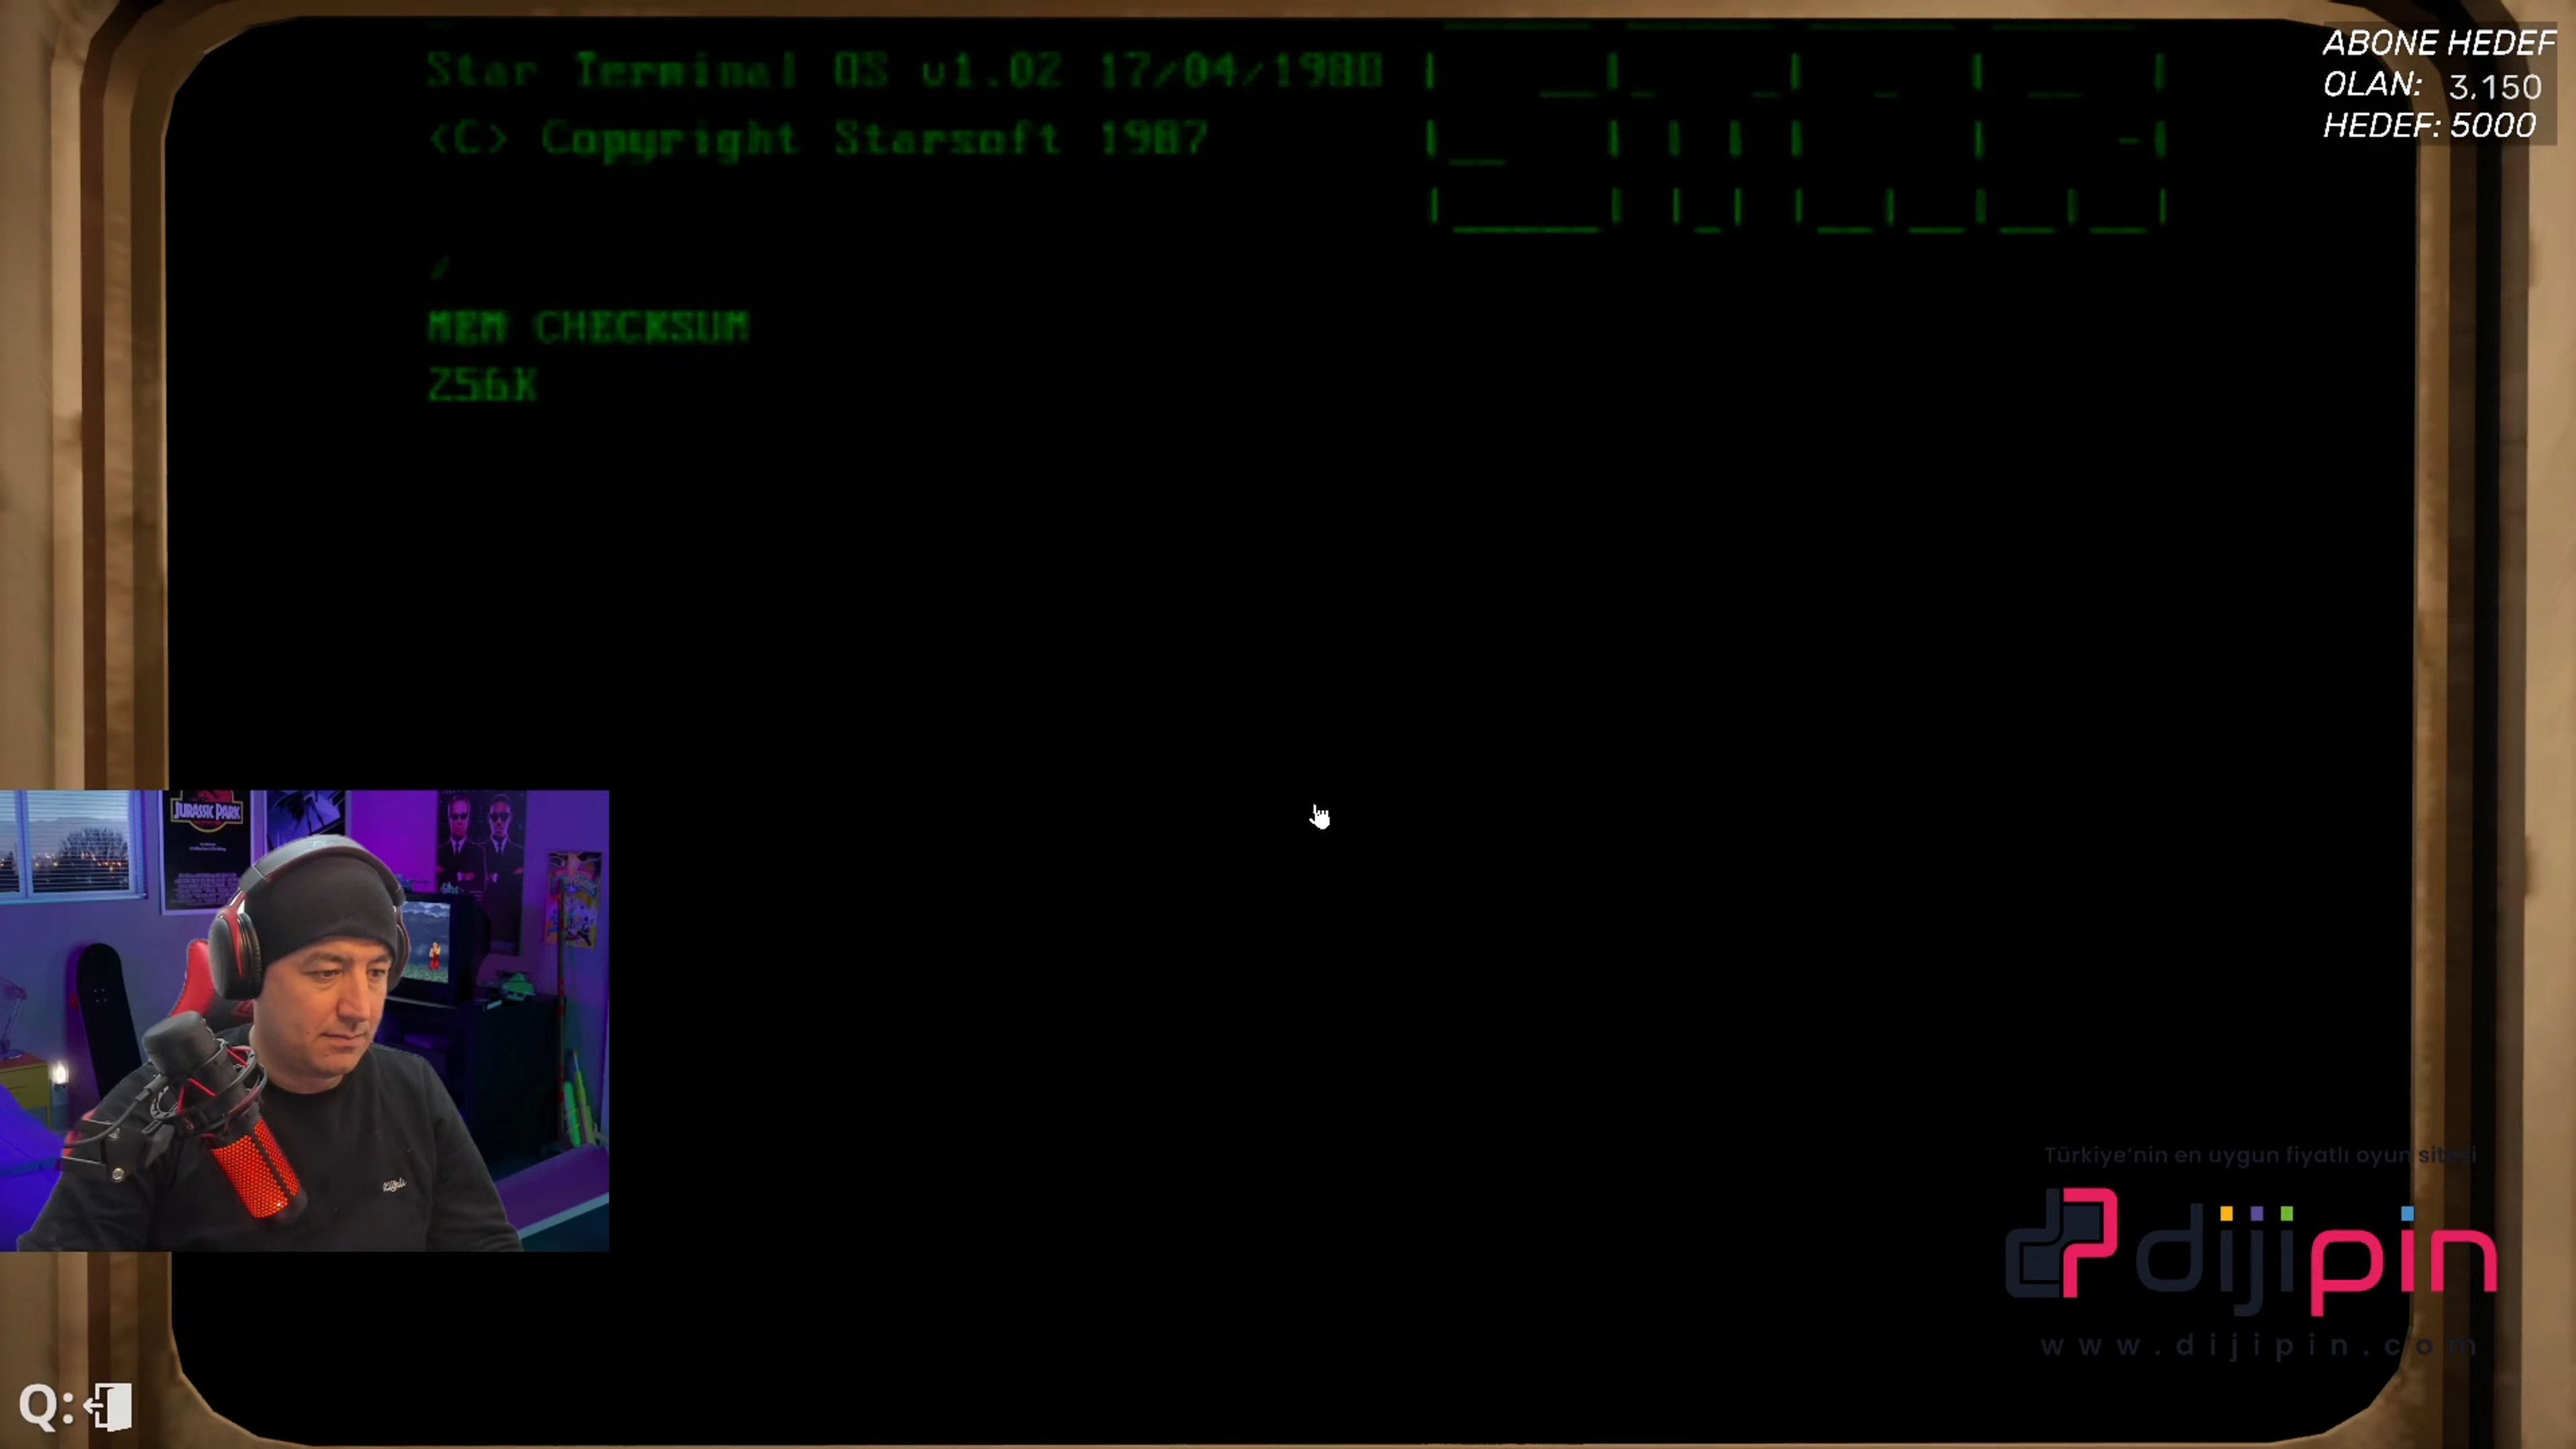 Star Terminal OS v1.02 17/04/1988
<C> Copyright Starsoft 1987
MEM CHECKSUM
256K
ABONE HEDEF
OLAN: 3,150
HEDEF: 5000
JURASSIC PARK
Türkiye'nin en uygun fiyatlı oyun sitesi
dijipin
www.dijipin.com
Q: